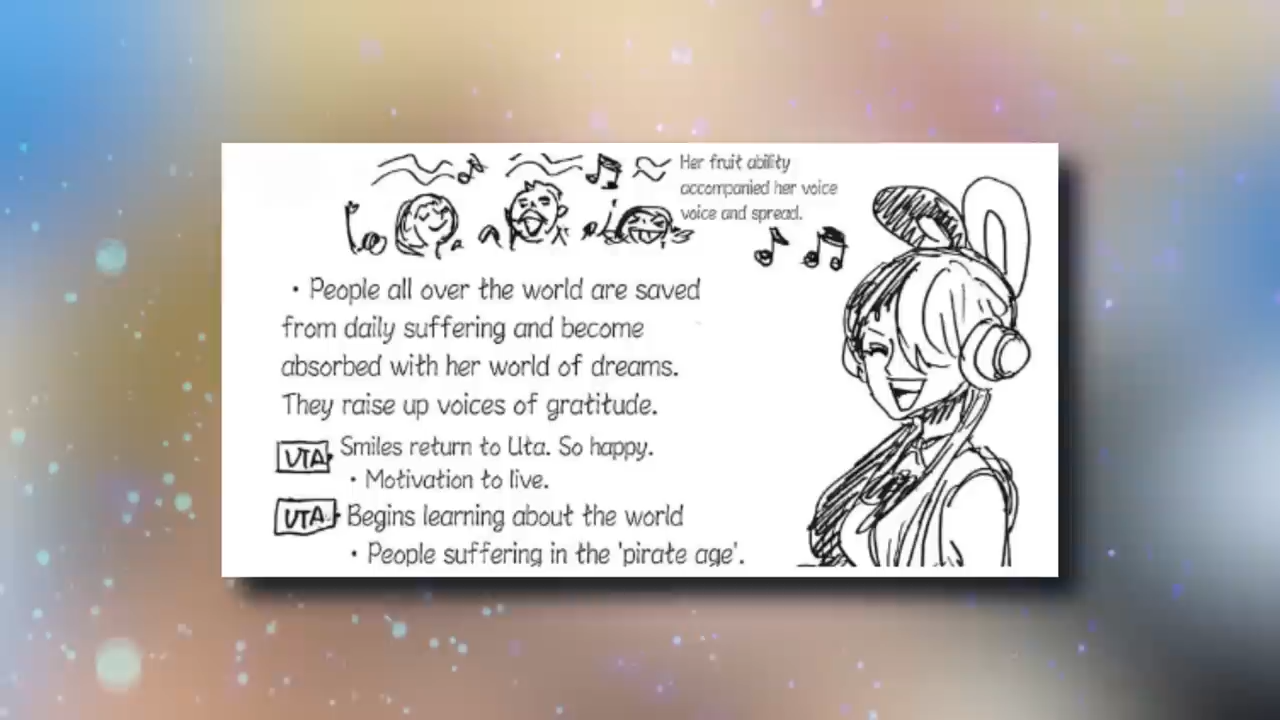 Her fruit ability
accompanied her voice
voice and spread.
• People all over the world are saved
from daily suffering and become
absorbed with her world of dreams.
They raise up voices of gratitude.
UTA Smiles return to Uta. So happy.
• Motivation to live.
UTA Begins learning about the world
• People suffering in the 'pirate age'.